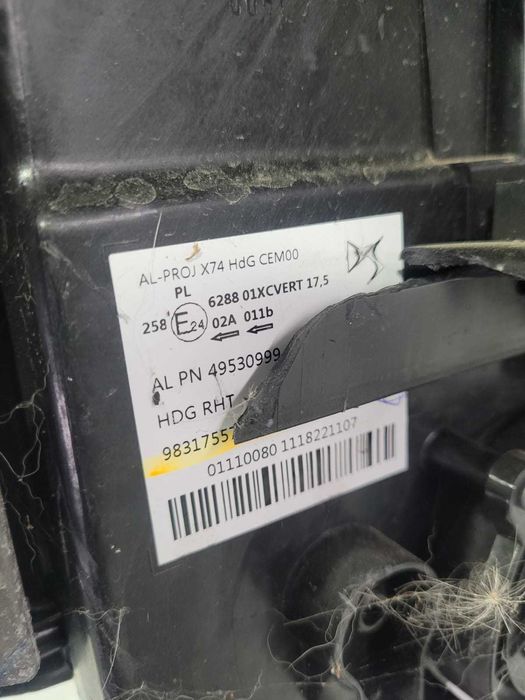 AL-PROJ X74 HdG CEM00
PL
6288 01XCVERT 17,5
258 E24 02A 011b
AL PN 49530999
HDG RHT
DS
01110080 1118221107